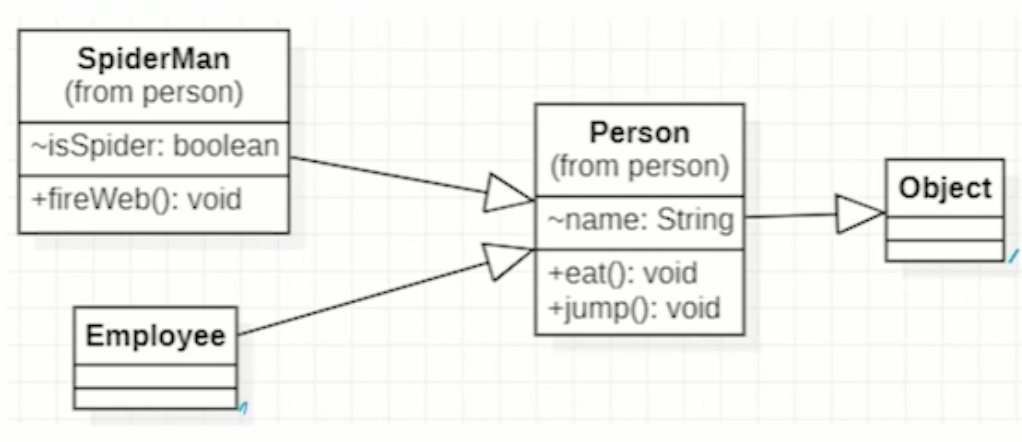 SpiderMan
(from person)
~isSpider: boolean
+fireWeb(): void
Employee
Person
(from person)
~name: String
+eat(): void
+jump(): void
Object